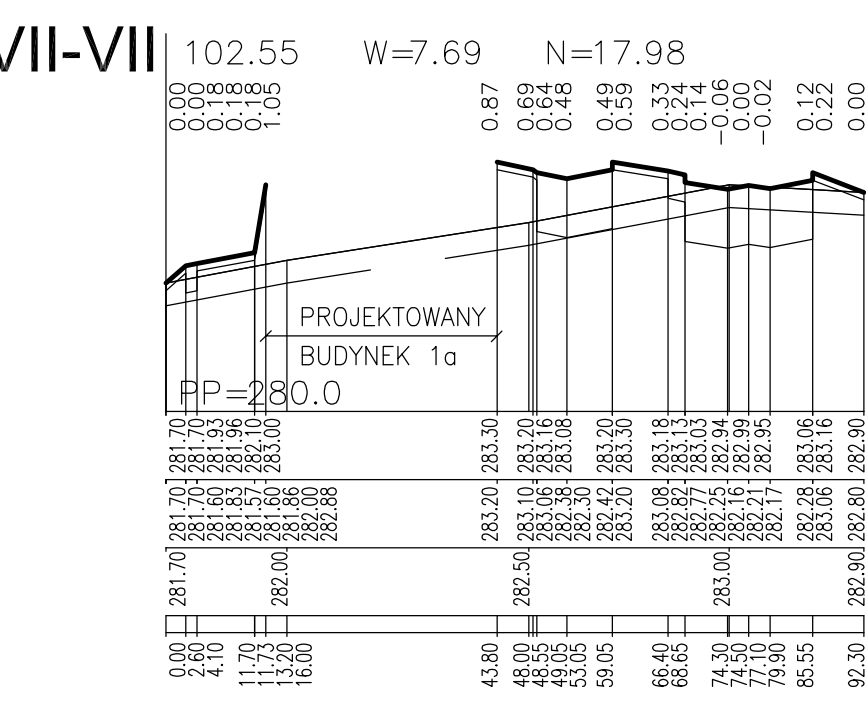 VII-VII 102.55 W=7.69 N=17.98
0.00 0.00 0.18 0.18 0.18 1.05 0.87 0.69 0.64 0.48 0.49 0.59 0.33 0.24 0.14 -0.06 0.00 -0.02 0.12 0.22 0.00
PROJEKTOWANY
BUDYNEK 1a
PP=280.0
281.70 281.70 281.93 281.96 282.10 283.00 283.30 283.20 283.16 283.08 283.20 283.30 283.18 283.13 283.03 282.94 282.99 282.95 283.06 283.16 282.90
281.70 281.70 281.60 281.83 281.57 281.60 281.86 282.00 282.88 283.20 283.10 283.06 282.38 282.30 282.42 283.20 283.08 282.82 282.77 282.25 282.16 282.21 282.17 282.28 283.06 282.80
281.70 282.00 282.50 283.00 282.90
0.00 2.60 4.10 11.70 11.73 13.20 16.00 43.80 48.00 48.55 49.05 53.05 59.05 66.40 68.65 74.30 74.50 77.10 79.90 85.55 92.30